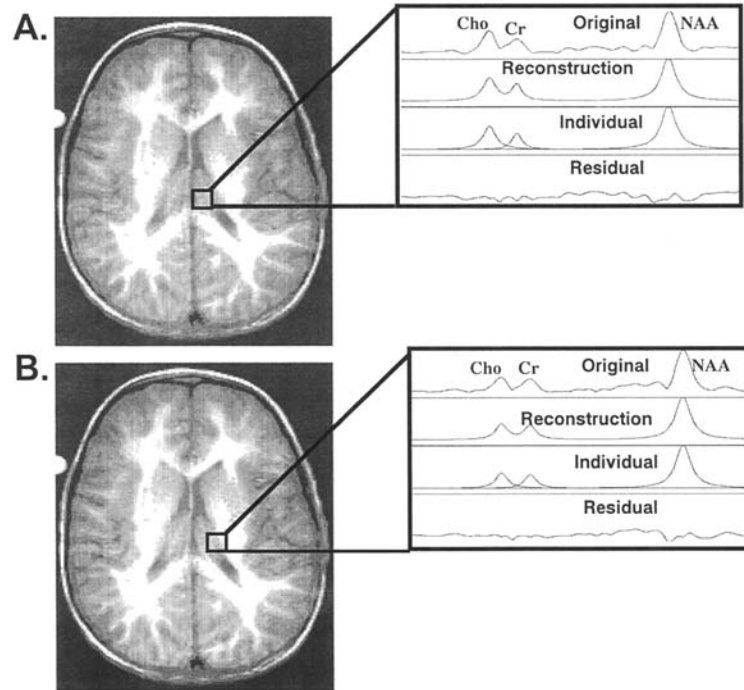 A.
Cho Cr Original NAA
Reconstruction
Individual
Residual
B.
Cho Cr Original NAA
Reconstruction
Individual
Residual